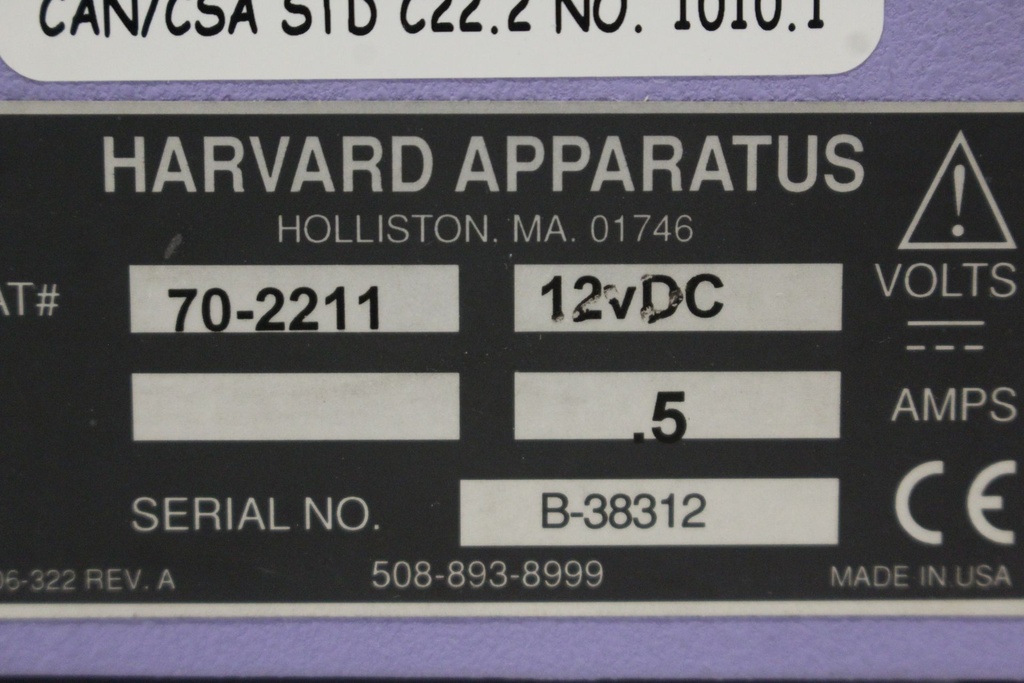 CAN/CSA STD C22.2 NO. 1010.1
HARVARD APPARATUS
HOLLISTON. MA. 01746
AT# 70-2211 12vDC VOLTS
.5 AMPS
SERIAL NO. B-38312 CE
06-322 REV. A 508-893-8999 MADE IN USA